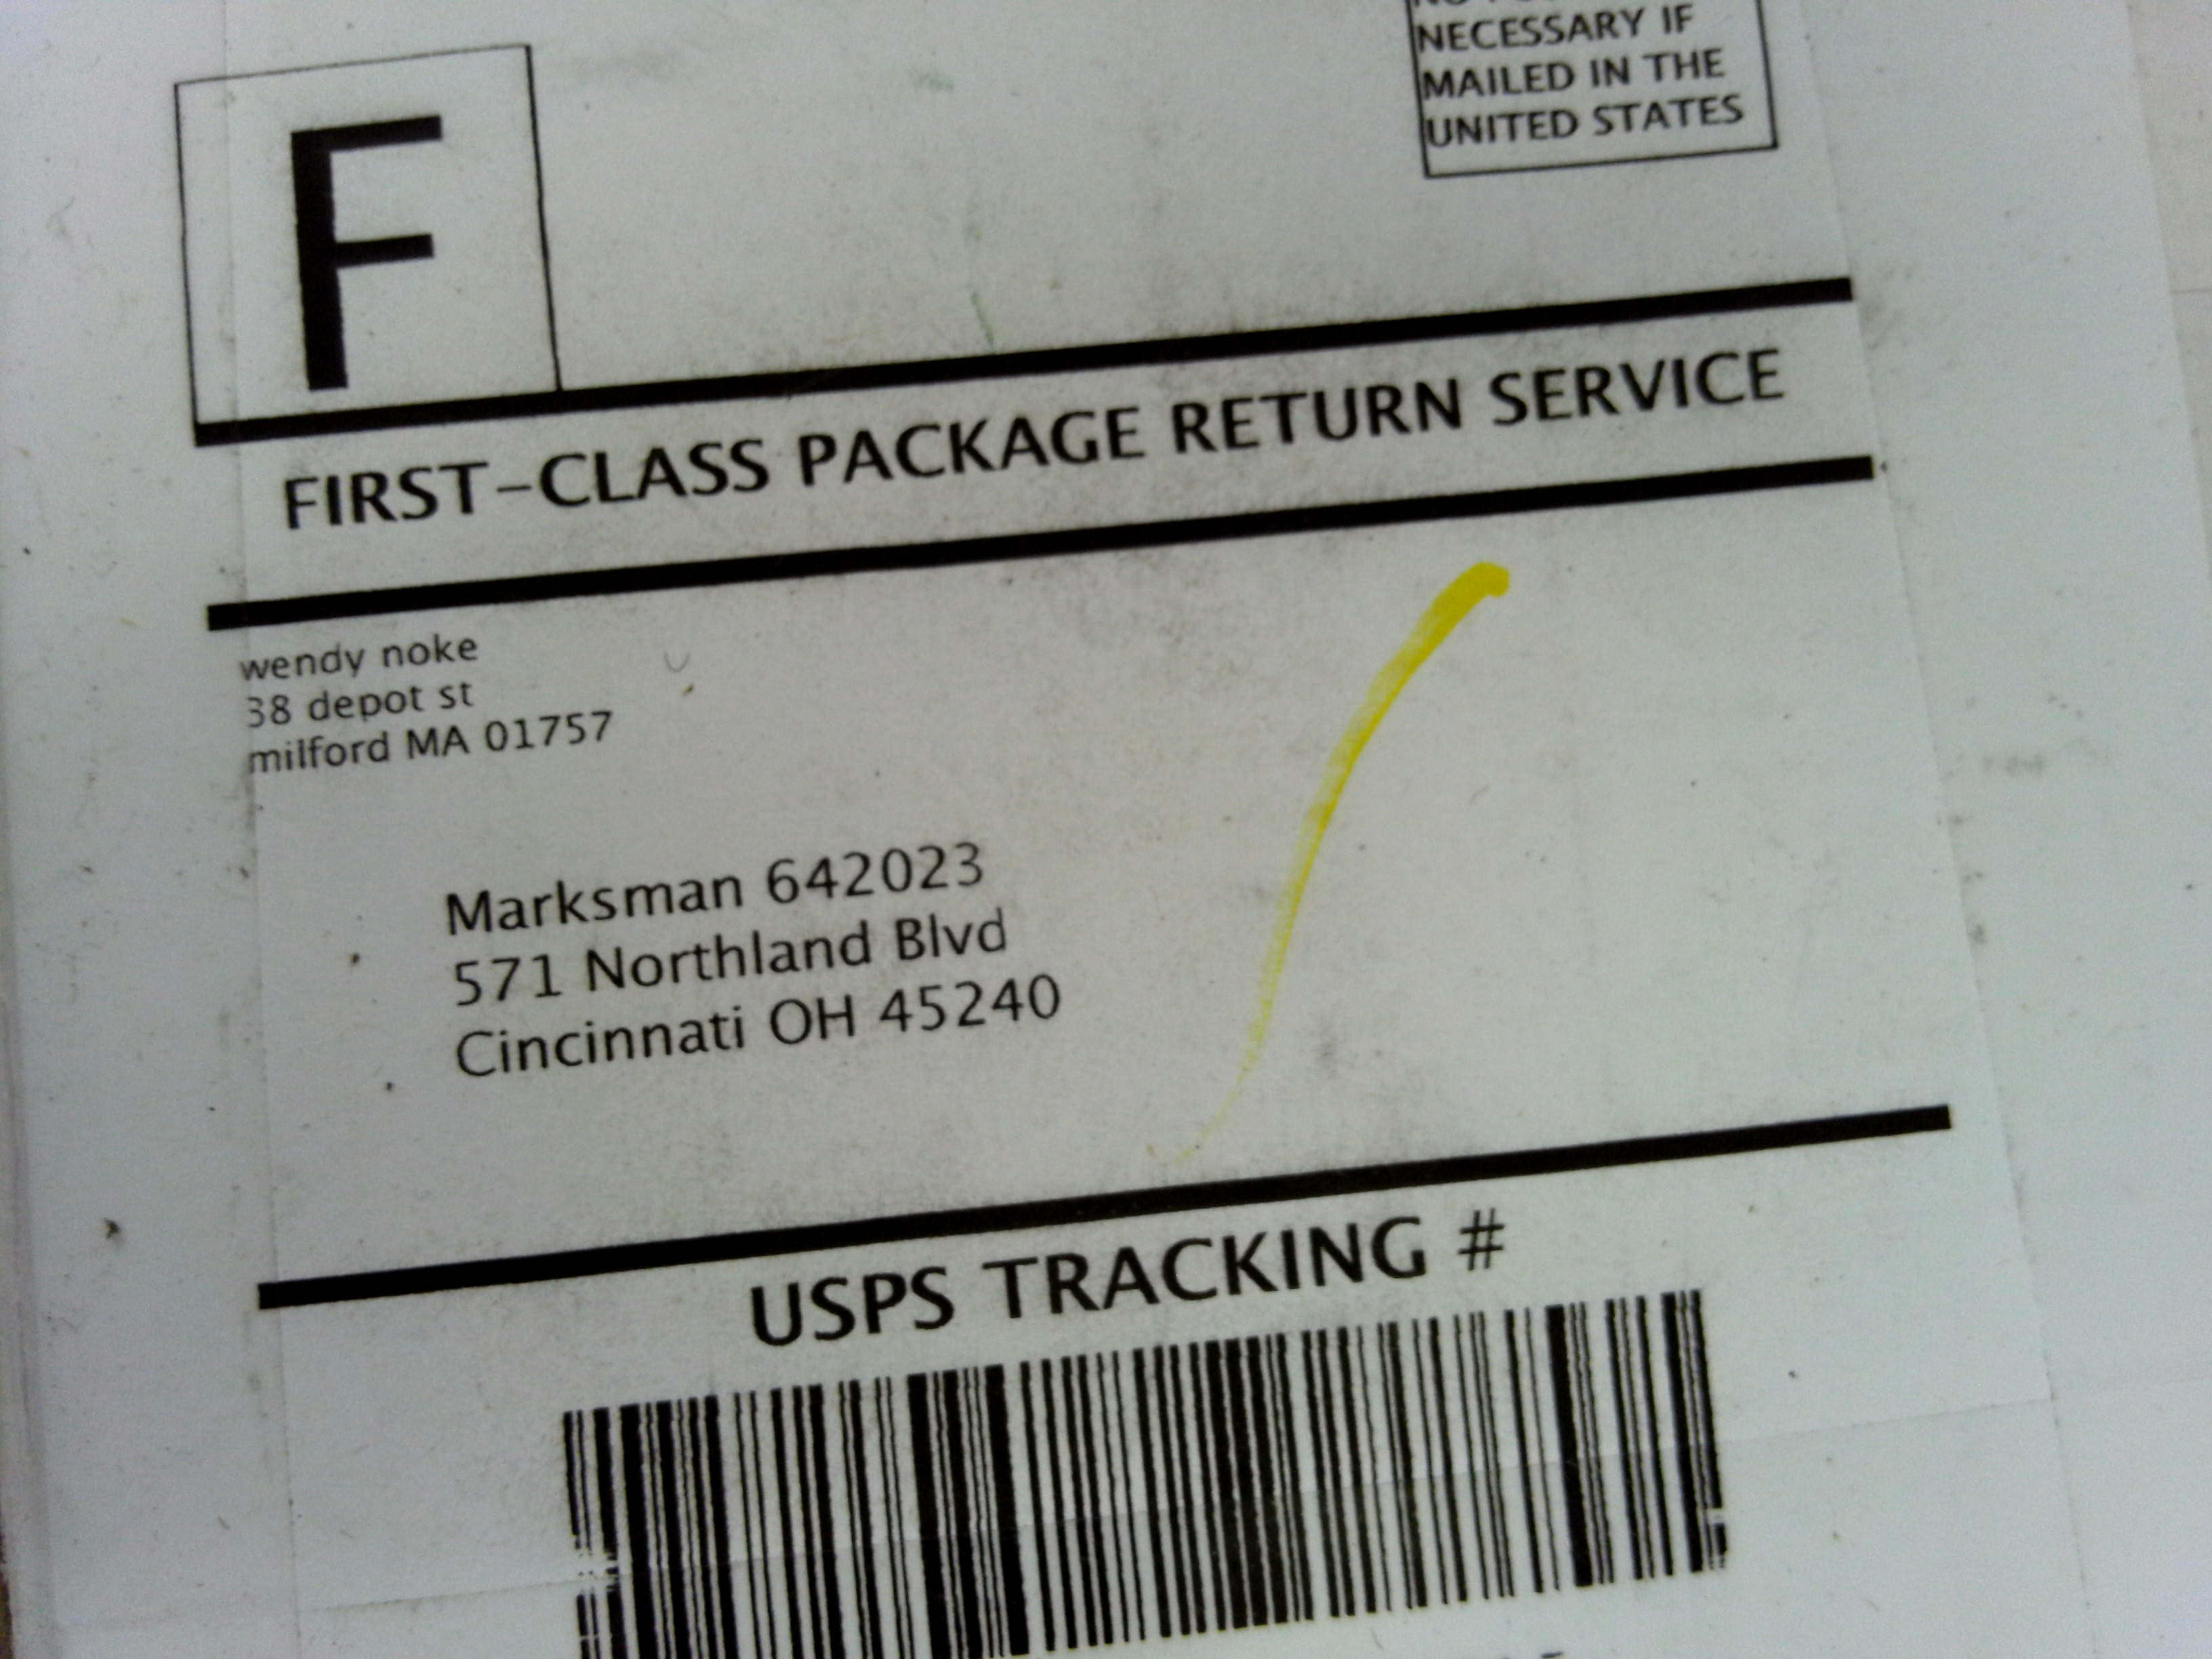 F
NECESSARY IF
MAILED IN THE
UNITED STATES
FIRST-CLASS PACKAGE RETURN SERVICE
wendy noke
38 depot st
milford MA 01757
Marksman 642023
571 Northland Blvd
Cincinnati OH 45240
USPS TRACKING #